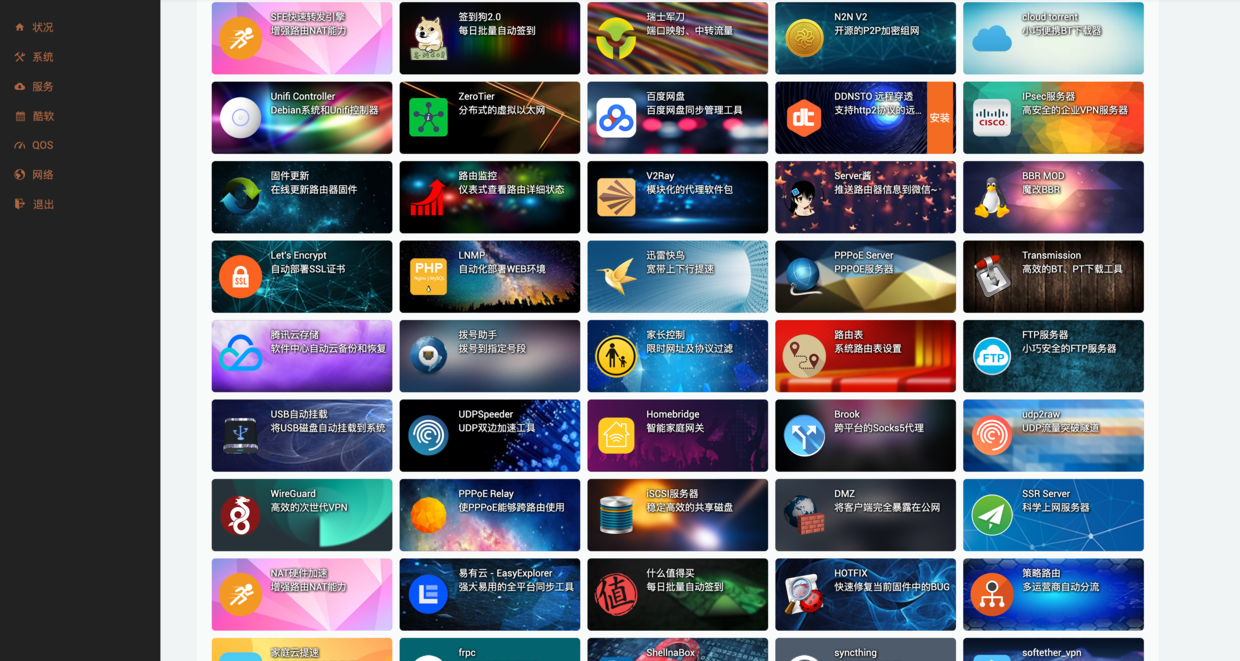 状况
系统
服务
酷软
QOS
网络
退出
SFE快速转发引擎
增强路由NAT能力
签到狗2.0
每日批量自动签到
瑞士军刀
端口映射、中转流量
N2N V2
开源的P2P加密组网
cloud torrent
小巧便携BT下载器
Unifi Controller
Debian系统和Unifi控制器
ZeroTier
分布式的虚拟以太网
百度网盘
百度网盘同步管理工具
DDNSTO 远程穿透
支持http2协议的远...
安装
CISCO
IPsec服务器
高安全的企业VPN服务器
固件更新
在线更新路由器固件
路由监控
仪表式查看路由详细状态
V2Ray
模块化的代理软件包
Server酱
推送路由器信息到微信~
BBR MOD
魔改BBR
SSL
Let's Encrypt
自动部署SSL证书
PHP
LNMP
自动化部署WEB环境
迅雷快鸟
宽带上下行提速
PPPoE Server
PPPOE服务器
Transmission
高效的BT、PT下载工具
腾讯云存储
软件中心自动云备份和恢复
拨号助手
拨号到指定号段
家长控制
限时网址及协议过滤
路由表
系统路由表设置
FTP
FTP服务器
小巧安全的FTP服务器
USB自动挂载
将USB磁盘自动挂载到系统
UDPSpeeder
UDP双边加速工具
Homebridge
智能家庭网关
Brook
跨平台的Socks5代理
udp2raw
UDP流量突破隧道
WireGuard
高效的次世代VPN
PPPoE Relay
使PPPoE能够跨路由使用
iSCSI服务器
稳定高效的共享磁盘
DMZ
将客户端完全暴露在公网
SSR Server
科学上网服务器
NAT硬件加速
增强路由NAT能力
易有云 - EasyExplorer
强大易用的全平台同步工具
值
什么值得买
每日批量自动签到
HOTFIX
快速修复当前固件中的BUG
策略路由
多运营商自动分流
家庭云提速
frpc
ShellnaBox
syncthing
softether_vpn